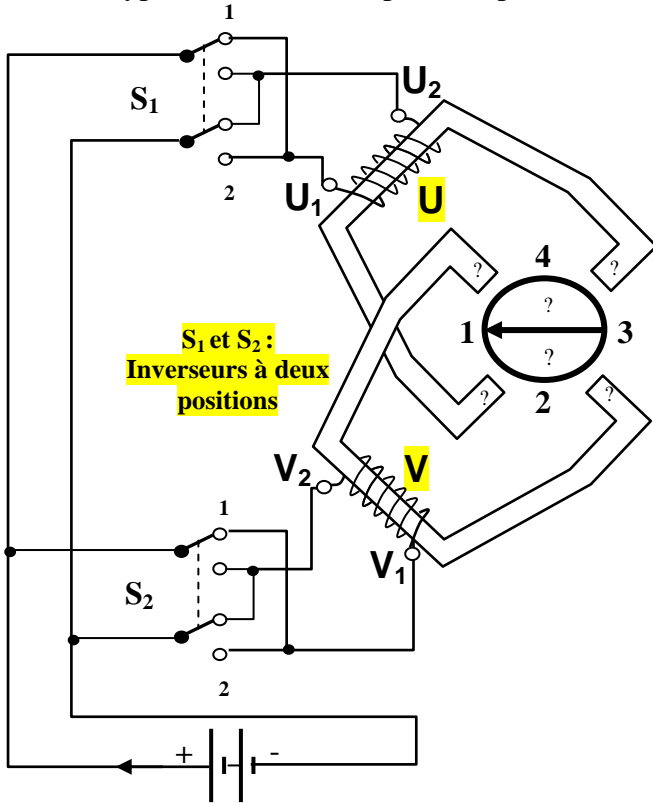 1
S1
2
U2
U1
U
?
?
4
?
1
3
?
2
?
?
S1 et S2 :
Inverseurs à deux
positions
V2
V
V1
1
S2
2
+
-